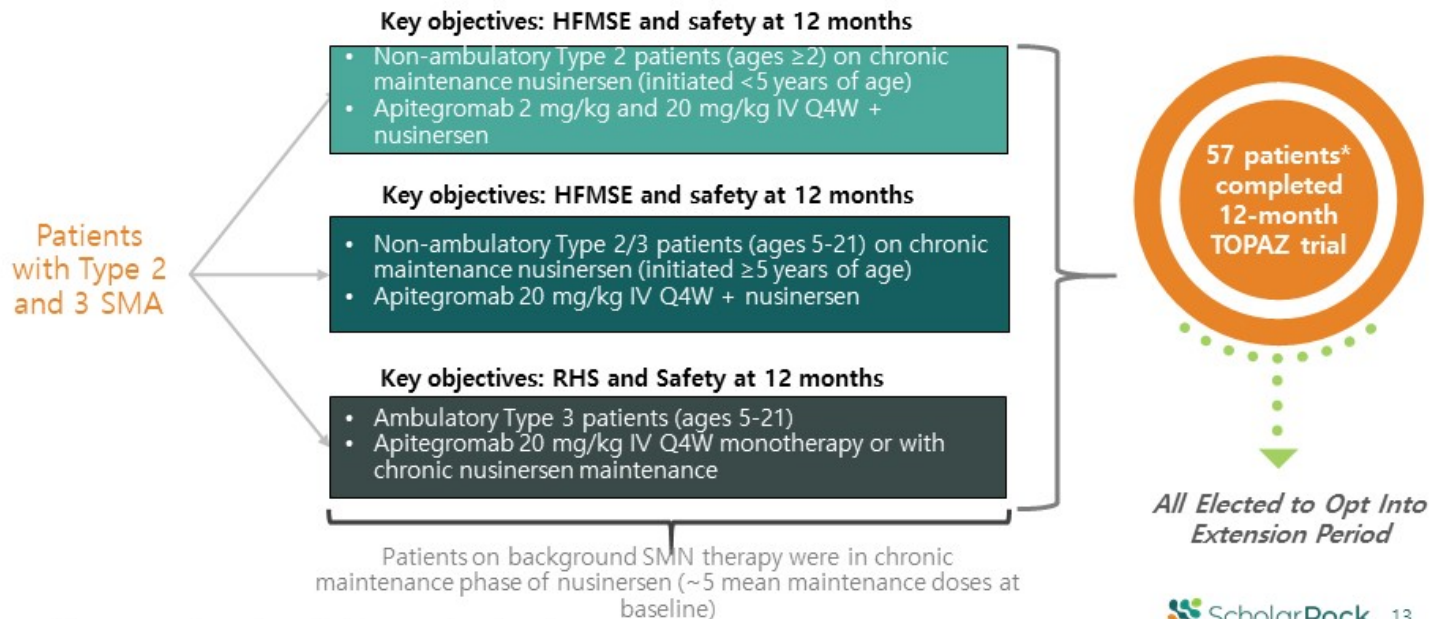 Key objectives: HFMSE and safety at 12 months
• Non-ambulatory Type 2 patients (ages ≥2) on chronic
maintenance nusinersen (initiated <5 years of age)
• Apitegromab 2 mg/kg and 20 mg/kg IV Q4W +
nusinersen
Key objectives: HFMSE and safety at 12 months
• Non-ambulatory Type 2/3 patients (ages 5-21) on chronic
maintenance nusinersen (initiated ≥5 years of age)
• Apitegromab 20 mg/kg IV Q4W + nusinersen
Key objectives: RHS and Safety at 12 months
• Ambulatory Type 3 patients (ages 5-21)
• Apitegromab 20 mg/kg IV Q4W monotherapy or with
chronic nusinersen maintenance
Patients on background SMN therapy were in chronic
maintenance phase of nusinersen (~5 mean maintenance doses at
baseline)
Patients
with Type 2
and 3 SMA
57 patients*
completed
12-month
TOPAZ trial
All Elected to Opt Into
Extension Period
ScholarRock 13